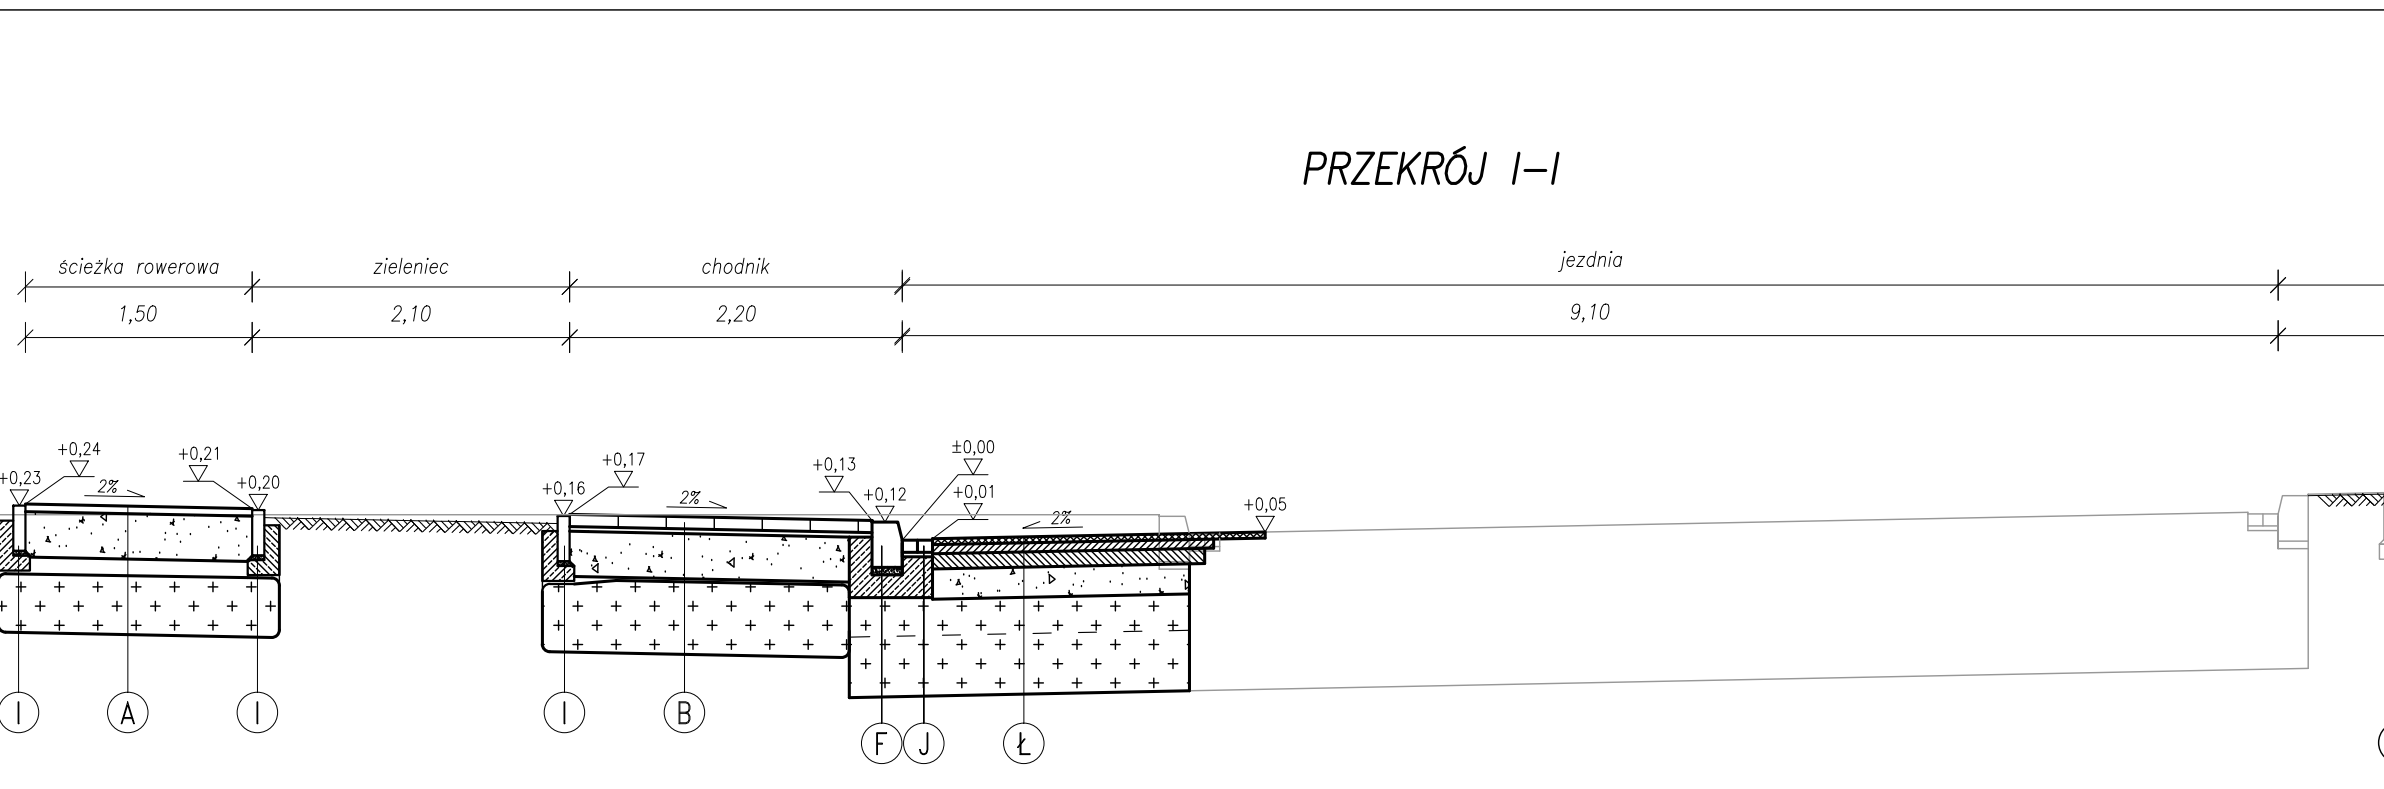 PRZEKRÓJ I-I
ścieżka rowerowa zieleniec chodnik jezdnia
1,50 2,10 2,20 9,10
+0,23 +0,24 2% +0,21 +0,20 +0,16 +0,17 2% +0,13 +0,12 ±0,00 +0,01 2% +0,05
I A I I B F J Ł